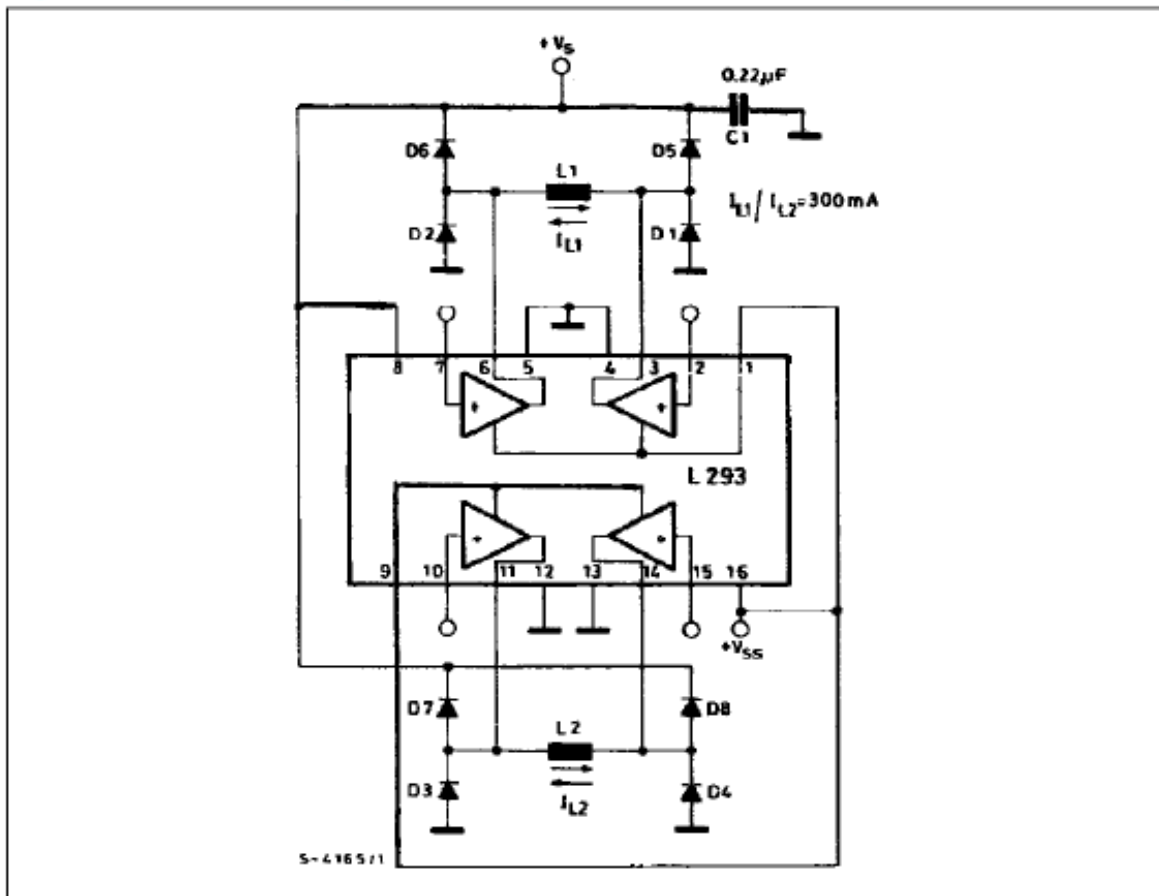 +Vs
0.22µF
C1
D6
D5
L1
IL1/ IL2=300mA
D2
IL1
D1
8
7
6
5
4
3
2
1
+
+
L293
+
+
9
10
11
12
13
14
15
16
+Vss
D7
D8
L2
D3
IL2
D4
S-4165/1